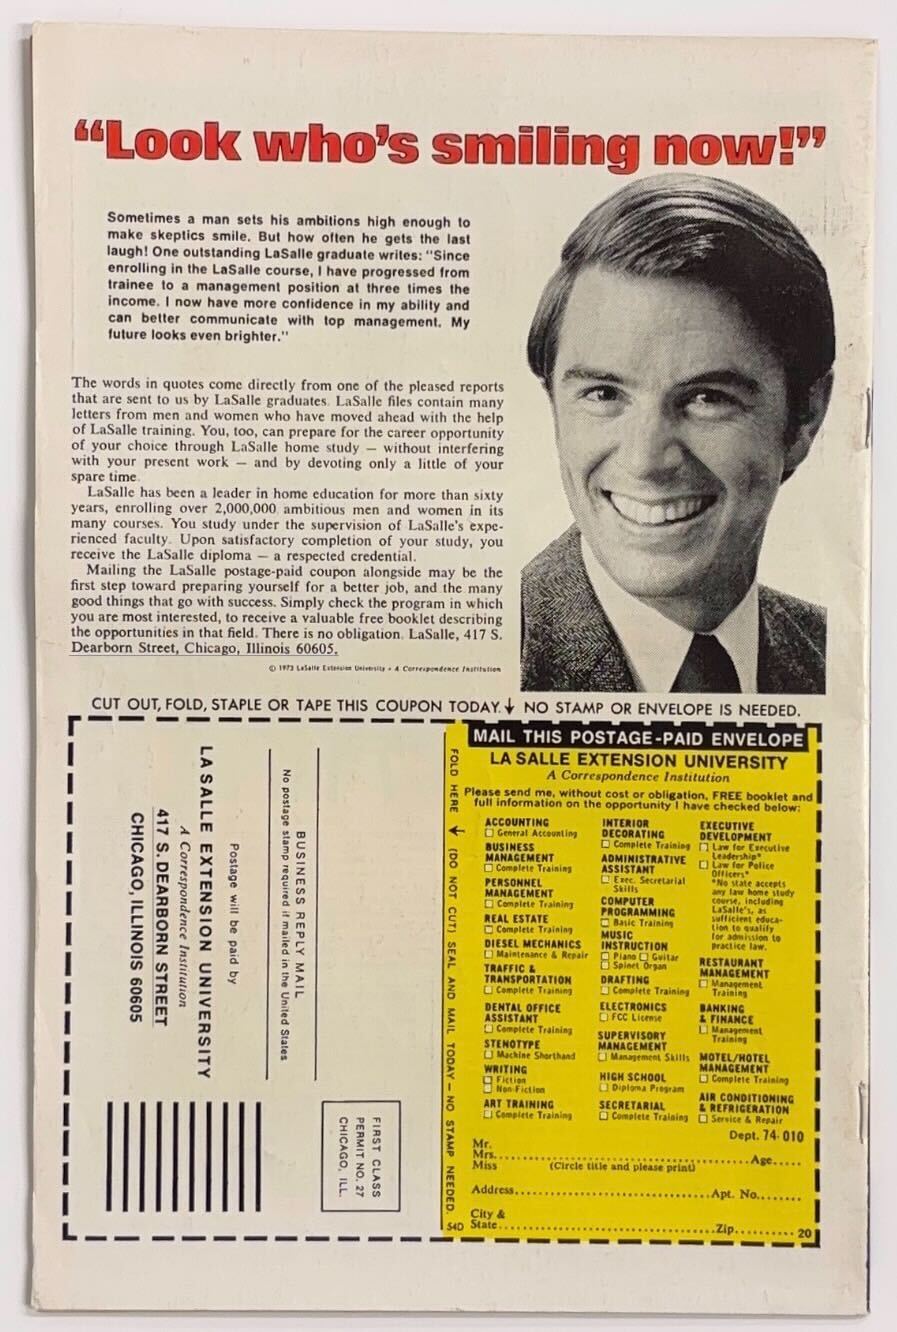 “Look who's smiling now!”
Sometimes a man sets his ambitions high enough to
make skeptics smile. But how often he gets the last
laugh! One outstanding LaSalle graduate writes: "Since
enrolling in the LaSalle course, I have progressed from
trainee to a management position at three times the
income. I now have more confidence in my ability and
can better communicate with top management. My
future looks even brighter."
The words in quotes come directly from one of the pleased reports
that are sent to us by LaSalle graduates. LaSalle files contain many
letters from men and women who have moved ahead with the help
of LaSalle training. You, too, can prepare for the career opportunity
of your choice through LaSalle home study — without interfering
with your present work — and by devoting only a little of your
spare time.
LaSalle has been a leader in home education for more than sixty
years, enrolling over 2,000,000 ambitious men and women in its
many courses. You study under the supervision of LaSalle's expe-
rienced faculty. Upon satisfactory completion of your study, you
receive the LaSalle diploma — a respected credential.
Mailing the LaSalle postage-paid coupon alongside may be the
first step toward preparing yourself for a better job, and the many
good things that go with success. Simply check the program in which
you are most interested, to receive a valuable free booklet describing
the opportunities in that field. There is no obligation. LaSalle, 417 S.
Dearborn Street, Chicago, Illinois 60605.
© 1973 LaSalle Extension University • A Correspondence Institution
CUT OUT, FOLD, STAPLE OR TAPE THIS COUPON TODAY. ↓ NO STAMP OR ENVELOPE IS NEEDED.
FIRST CLASS
PERMIT NO. 27
CHICAGO, ILL.
BUSINESS REPLY MAIL
No postage stamp required if mailed in the United States
Postage will be paid by
LA SALLE EXTENSION UNIVERSITY
A Correspondence Institution
417 S. DEARBORN STREET
CHICAGO, ILLINOIS 60605
FOLD HERE ↓ (DO NOT CUT) SEAL AND MAIL TODAY — NO STAMP NEEDED.
MAIL THIS POSTAGE-PAID ENVELOPE
LA SALLE EXTENSION UNIVERSITY
A Correspondence Institution
Please send me, without cost or obligation, FREE booklet and
full information on the opportunity I have checked below:
ACCOUNTING
☐ General Accounting
BUSINESS
MANAGEMENT
☐ Complete Training
PERSONNEL
MANAGEMENT
☐ Complete Training
REAL ESTATE
☐ Complete Training
DIESEL MECHANICS
☐ Maintenance & Repair
TRAFFIC &
TRANSPORTATION
☐ Complete Training
DENTAL OFFICE
ASSISTANT
☐ Complete Training
STENOTYPE
☐ Machine Shorthand
WRITING
☐ Fiction
☐ Non-Fiction
ART TRAINING
☐ Complete Training
INTERIOR
DECORATING
☐ Complete Training
ADMINISTRATIVE
ASSISTANT
☐ Exec. Secretarial
Skills
COMPUTER
PROGRAMMING
☐ Basic Training
MUSIC
INSTRUCTION
☐ Piano ☐ Guitar
☐ Spinet Organ
DRAFTING
☐ Complete Training
ELECTRONICS
☐ FCC License
SUPERVISORY
MANAGEMENT
☐ Management Skills
HIGH SCHOOL
☐ Diploma Program
SECRETARIAL
☐ Complete Training
EXECUTIVE
DEVELOPMENT
☐ Law for Executive
Leadership*
☐ Law for Police
Officers*
*No state accepts
any law home study
course, including
LaSalle's, as
sufficient educa-
tion to qualify
for admission to
practice law.
RESTAURANT
MANAGEMENT
☐ Management
Training
BANKING
& FINANCE
☐ Management
Training
MOTEL/HOTEL
MANAGEMENT
☐ Complete Training
AIR CONDITIONING
& REFRIGERATION
☐ Service & Repair
Dept. 74-010
Mr.
Mrs. Age
Miss (Circle title and please print)
Address Apt. No.
City &
State Zip 20
54D